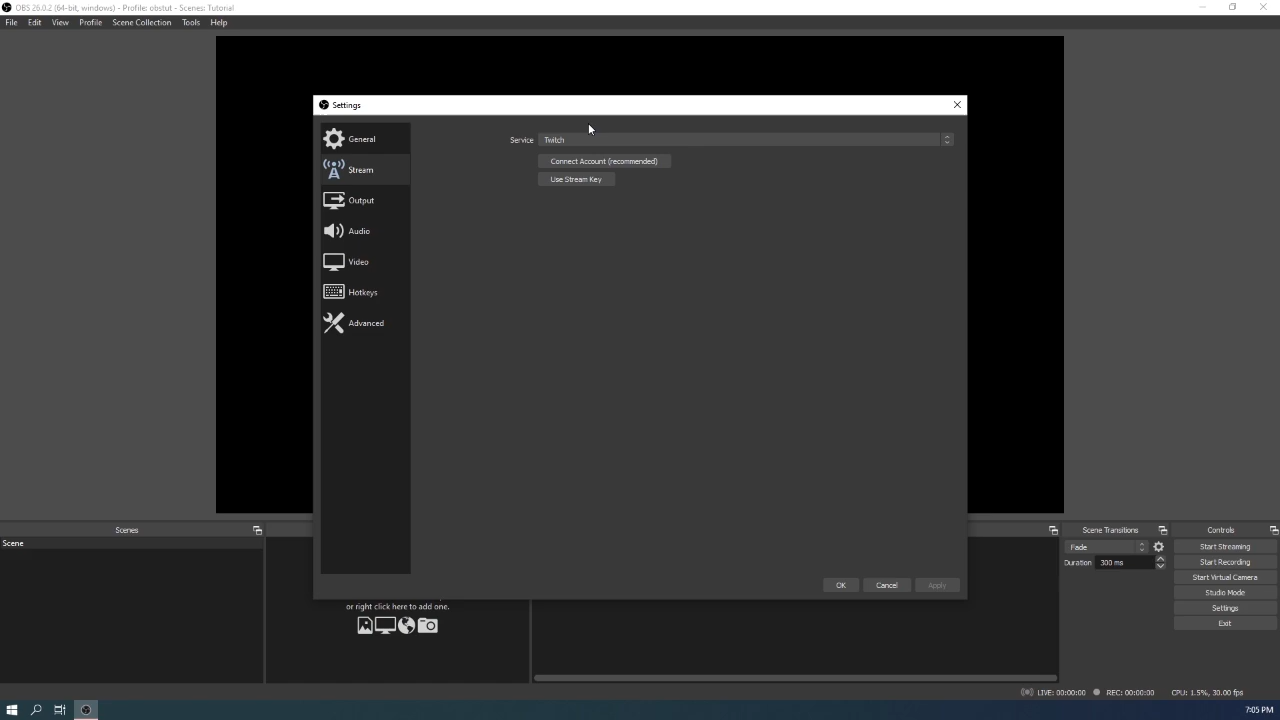 OBS 26.0.2 (64-bit, windows) - Profile: obstut - Scenes: Tutorial
File Edit View Profile Scene Collection Tools Help
Settings
General
Stream
Output
Audio
Video
Hotkeys
Advanced
Service Twitch
Connect Account (recommended)
Use Stream Key
OK Cancel Apply
Scenes
Scene
or right click here to add one.
Scene Transitions
Fade
Duration 300 ms
Controls
Start Streaming
Start Recording
Start Virtual Camera
Studio Mode
Settings
Exit
LIVE: 00:00:00 REC: 00:00:00 CPU: 1.5%, 30.00 fps
7:05 PM